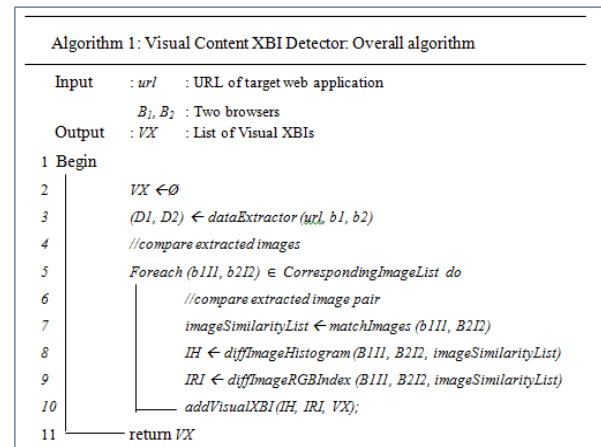 Algorithm 1: Visual Content XBI Detector: Overall algorithm
Input : url : URL of target web application
B1, B2 : Two browsers
Output : VX : List of Visual XBIs
1 Begin
2 VX ←Ø
3 (D1, D2) ← dataExtractor (url, b1, b2)
4 //compare extracted images
5 Foreach (b1I1, b2I2) ∈ CorrespondingImageList do
6 //compare extracted image pair
7 imageSimilarityList ← matchImages (b1I1, B2I2)
8 IH ← diffImageHistogram (B1I1, B2I2, imageSimilarityList)
9 IRI ← diffImageRGBIndex (B1I1, B2I2, imageSimilarityList)
10 addVisualXBI(IH, IRI, VX);
11 return VX